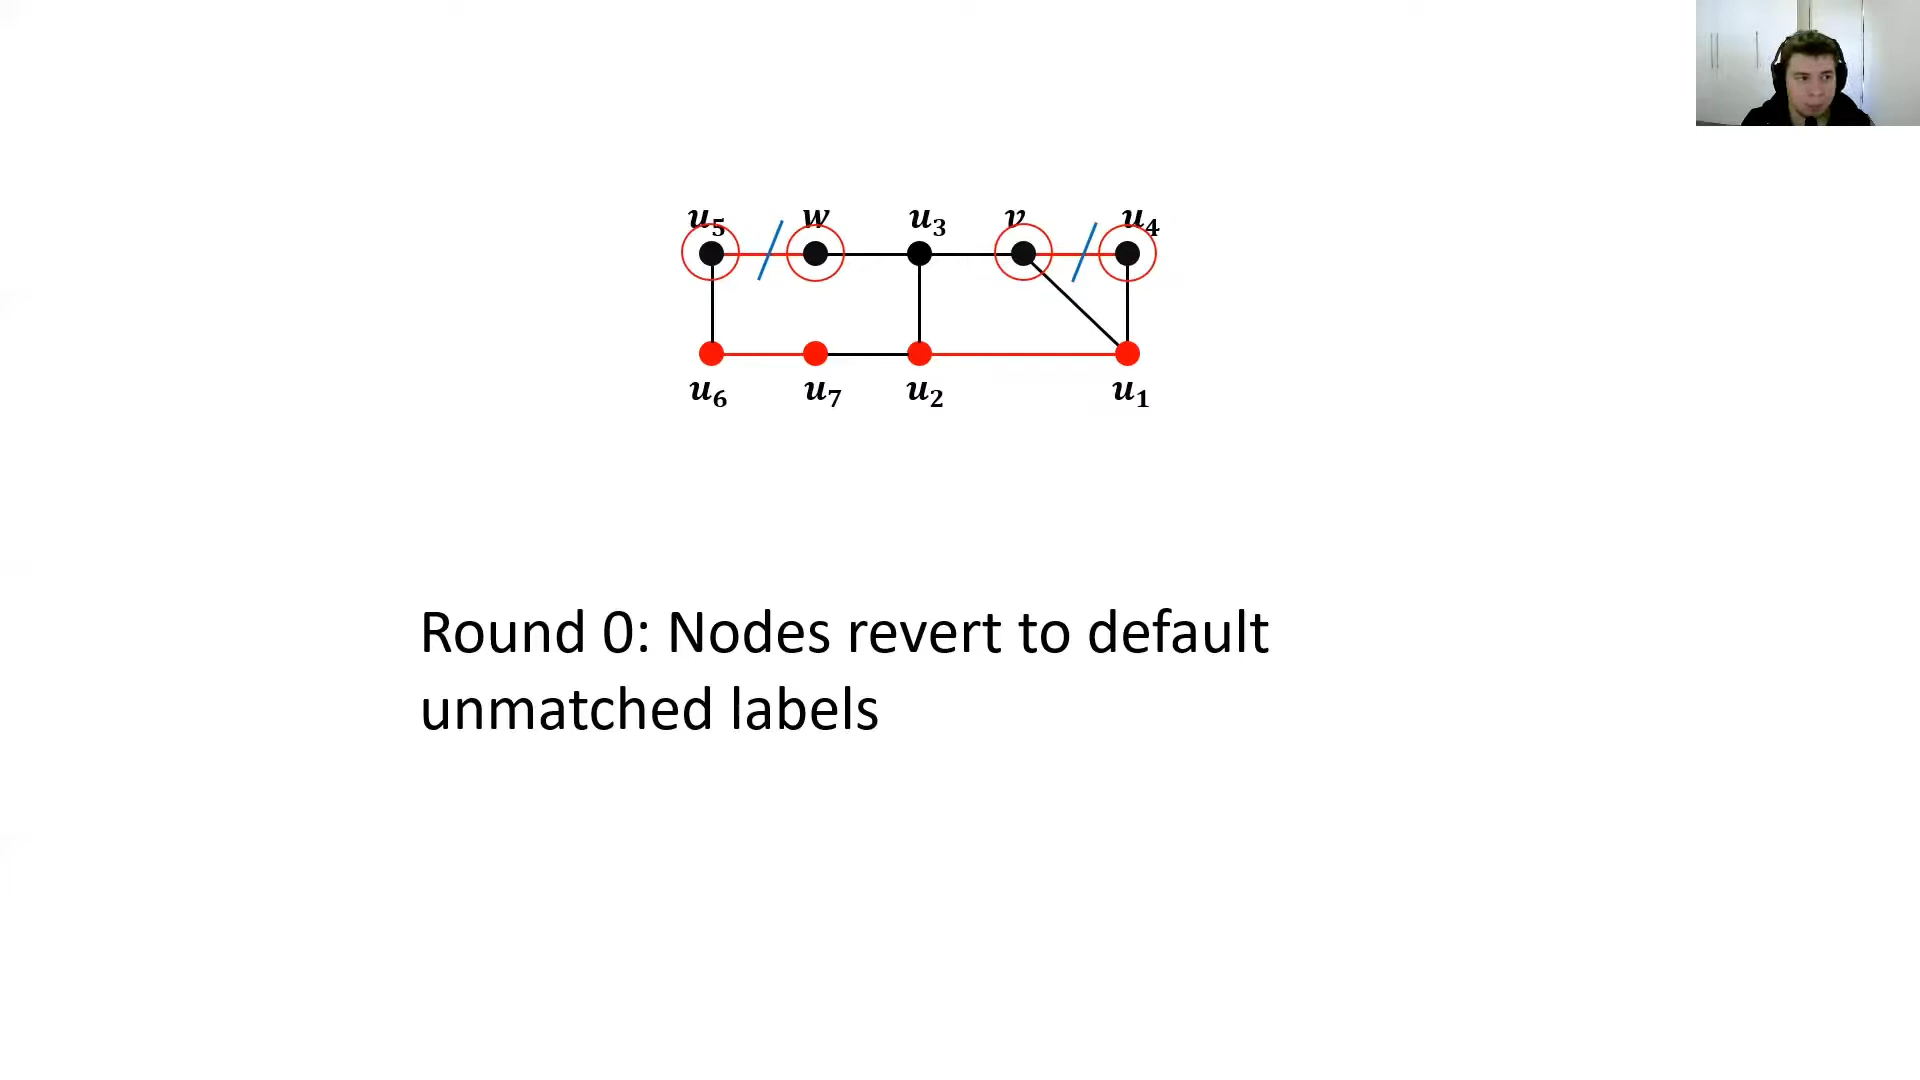 u₅ w u₃ v u₄
u₆ u₇ u₂ u₁
Round 0: Nodes revert to default
unmatched labels